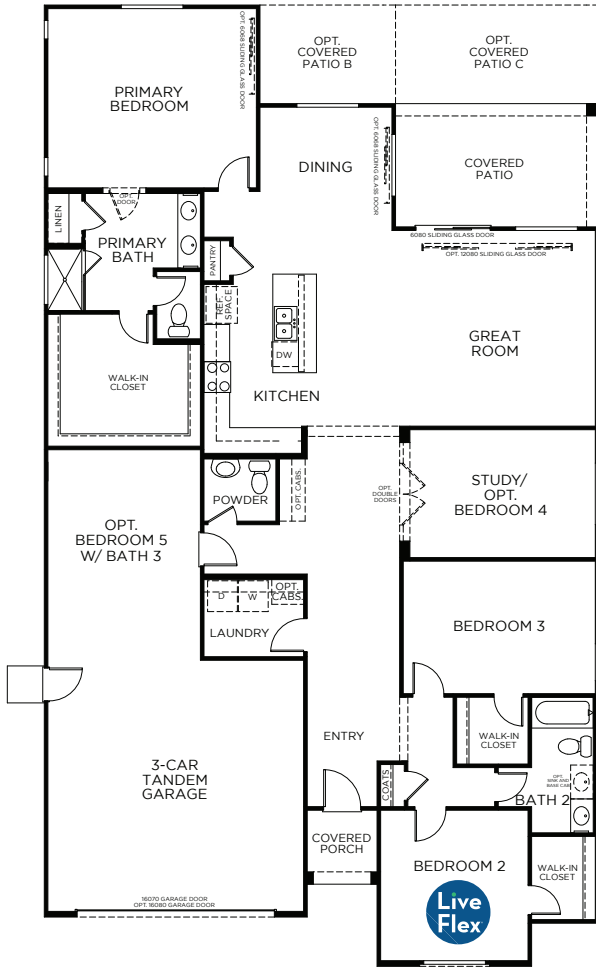 PRIMARY
BEDROOM
OPT. 6068 SLIDING GLASS DOOR
OPT.
COVERED
PATIO B
OPT.
COVERED
PATIO C
DINING
OPT. 6068 SLIDING GLASS DOOR
COVERED
PATIO
6080 SLIDING GLASS DOOR
OPT. 12080 SLIDING GLASS DOOR
LINEN
OPT.
DOOR
PRIMARY
BATH
PANTRY
REF.
SPACE
DW
KITCHEN
GREAT
ROOM
WALK-IN
CLOSET
OPT.
BEDROOM 5
W/ BATH 3
POWDER
OPT. CABS.
OPT.
DOUBLE
DOORS
STUDY/
OPT.
BEDROOM 4
D
W
OPT.
CABS.
LAUNDRY
BEDROOM 3
ENTRY
WALK-IN
CLOSET
3-CAR
TANDEM
GARAGE
COATS
OPT.
SINK AND
BASE CAB.
BATH 2
COVERED
PORCH
BEDROOM 2
WALK-IN
CLOSET
Live
Flex
16070 GARAGE DOOR
OPT. 16080 GARAGE DOOR